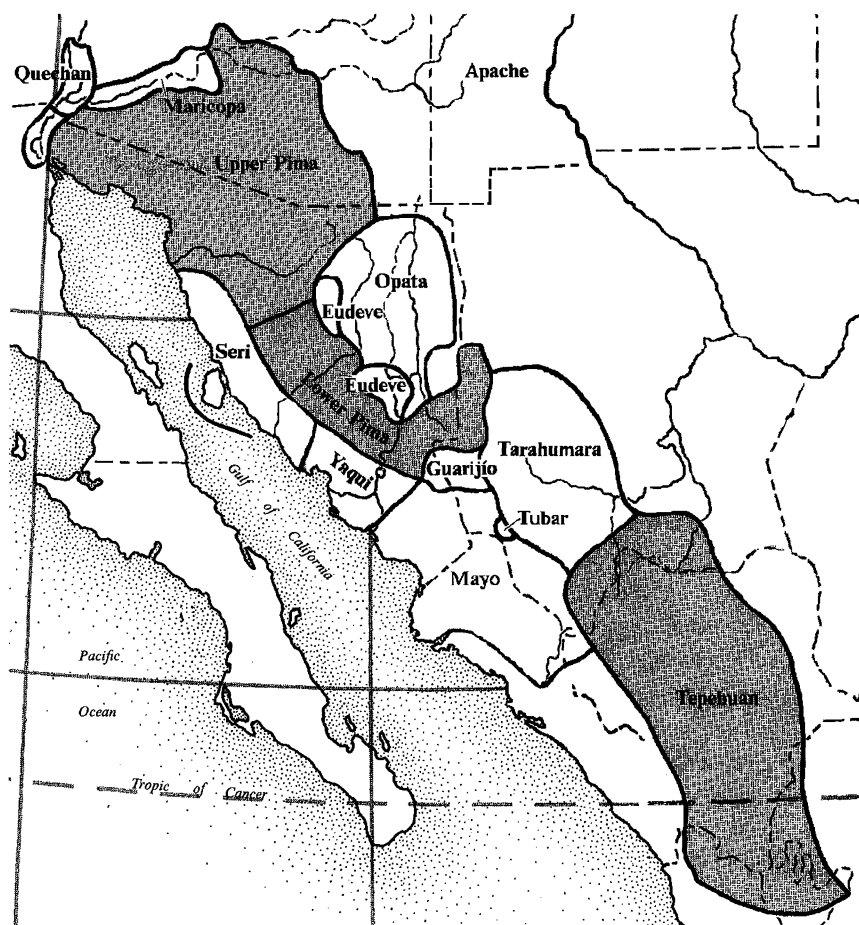 Quechan
Apache
Maricopa
Upper Pima
Opata
Eudeve
Seri
Eudeve
Lower Pima
Tarahumara
Yaqui
Guarijío
Gulf
of
California
Tubar
Mayo
Pacific
Ocean
Tepehuan
Tropic of Cancer